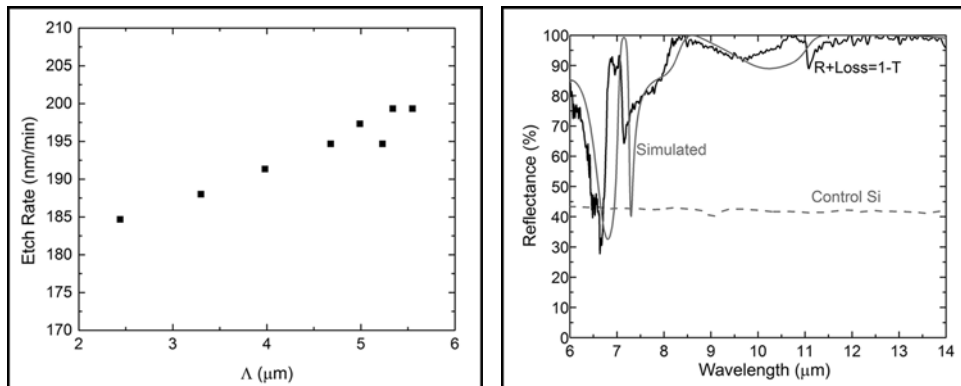 210
205
200
195
190
185
180
175
170
Etch Rate (nm/min)
2 3 4 5 6
Λ (μm)
100
90
80
70
60
50
40
30
20
10
0
Reflectance (%)
R+Loss=1-T
Simulated
Control Si
6 7 8 9 10 11 12 13 14
Wavelength (μm)